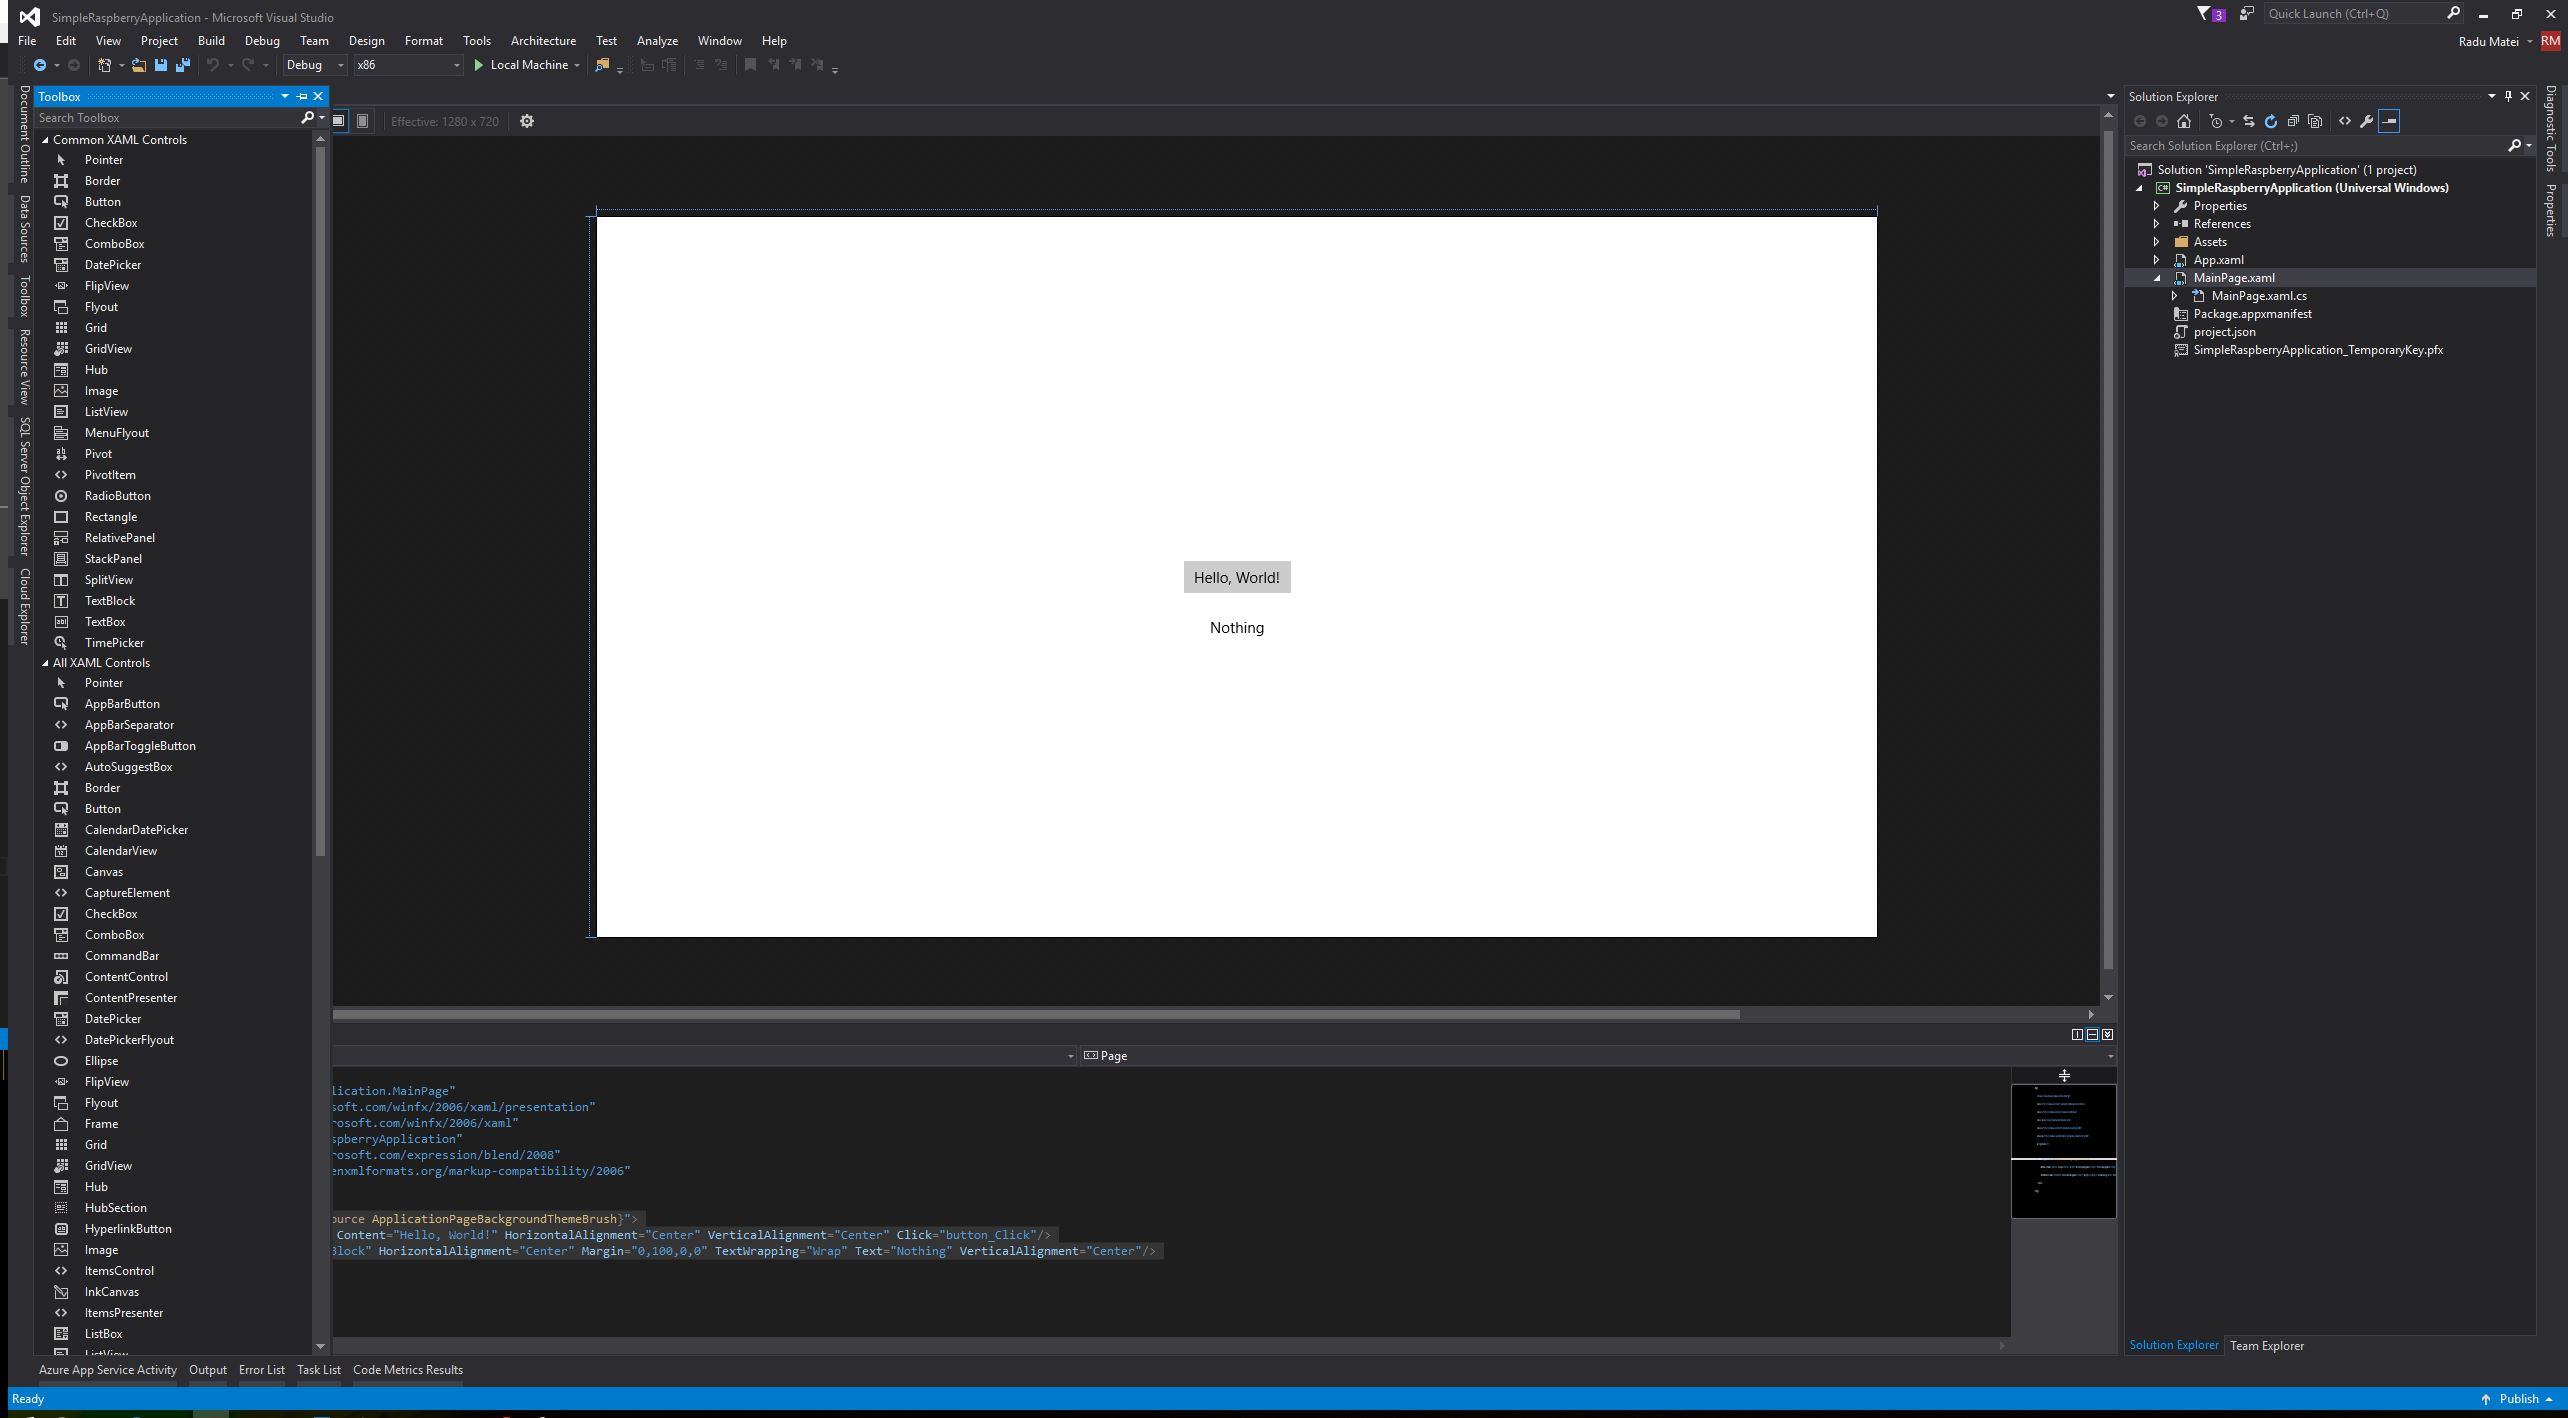 SimpleRaspberryApplication - Microsoft Visual Studio
3
Quick Launch (Ctrl+Q)
File Edit View Project Build Debug Team Design Format Tools Architecture Test Analyze Window Help
Radu Matei RM
Debug x86 Local Machine
Document Outline
Data Sources
Toolbox
Resource View
SQL Server Object Explorer
Cloud Explorer
Toolbox
Search Toolbox
Common XAML Controls
Pointer
Border
Button
CheckBox
ComboBox
DatePicker
FlipView
Flyout
Grid
GridView
Hub
Image
ListView
MenuFlyout
Pivot
PivotItem
RadioButton
Rectangle
RelativePanel
StackPanel
SplitView
TextBlock
TextBox
TimePicker
All XAML Controls
Pointer
AppBarButton
AppBarSeparator
AppBarToggleButton
AutoSuggestBox
Border
Button
CalendarDatePicker
CalendarView
Canvas
CaptureElement
CheckBox
ComboBox
CommandBar
ContentControl
ContentPresenter
DatePicker
DatePickerFlyout
Ellipse
FlipView
Flyout
Frame
Grid
GridView
Hub
HubSection
HyperlinkButton
Image
ItemsControl
InkCanvas
ItemsPresenter
ListBox
ListView
Effective: 1280 x 720
Hello, World!
Nothing
Page
lication.MainPage"
soft.com/winfx/2006/xaml/presentation"
rosoft.com/winfx/2006/xaml"
spberryApplication"
rosoft.com/expression/blend/2008"
enxmlformats.org/markup-compatibility/2006"
ource ApplicationPageBackgroundThemeBrush}">
Content="Hello, World!" HorizontalAlignment="Center" VerticalAlignment="Center" Click="button_Click"/>
Block" HorizontalAlignment="Center" Margin="0,100,0,0" TextWrapping="Wrap" Text="Nothing" VerticalAlignment="Center"/>
Solution Explorer
Search Solution Explorer (Ctrl+;)
Solution 'SimpleRaspberryApplication' (1 project)
C# SimpleRaspberryApplication (Universal Windows)
Properties
References
Assets
App.xaml
MainPage.xaml
MainPage.xaml.cs
Package.appxmanifest
project.json
SimpleRaspberryApplication_TemporaryKey.pfx
Solution Explorer Team Explorer
Diagnostic Tools
Properties
Azure App Service Activity Output Error List Task List Code Metrics Results
Ready
Publish